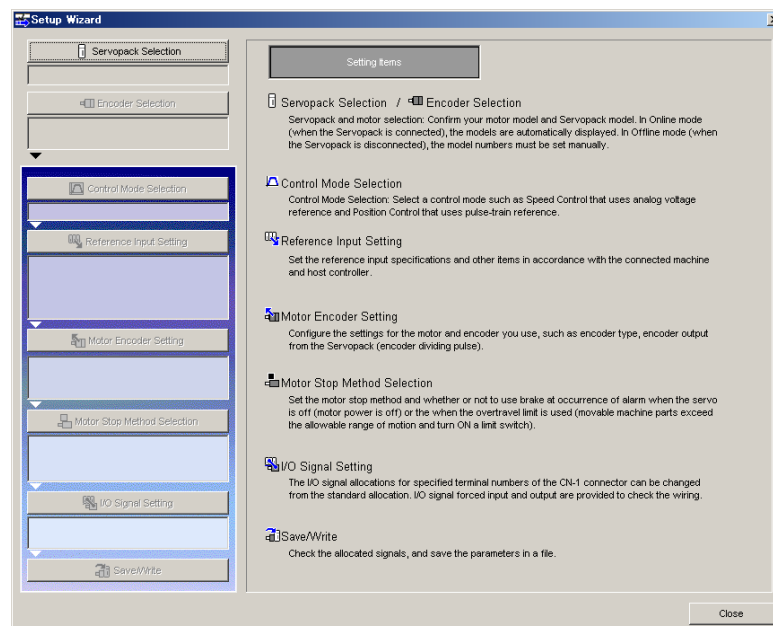 Setup Wizard
Servopack Selection
Encoder Selection
Control Mode Selection
Reference Input Setting
Motor Encoder Setting
Motor Stop Method Selection
I/O Signal Setting
Save/Write
Setting Items
Servopack Selection / Encoder Selection
Servopack and motor selection: Confirm your motor model and Servopack model. In Online mode
(when the Servopack is connected), the models are automatically displayed. In Offline mode (when
the Servopack is disconnected), the model numbers must be set manually.
Control Mode Selection
Control Mode Selection: Select a control mode such as Speed Control that uses analog voltage
reference and Position Control that uses pulse-train reference.
Reference Input Setting
Set the reference input specifications and other items in accordance with the connected machine
and host controller.
Motor Encoder Setting
Configure the settings for the motor and encoder you use, such as encoder type, encoder output
from the Servopack (encoder dividing pulse).
Motor Stop Method Selection
Set the motor stop method and whether or not to use brake at occurrence of alarm when the servo
is off (motor power is off) or the when the overtravel limit is used (movable machine parts exceed
the allowable range of motion and turn ON a limit switch).
I/O Signal Setting
The I/O signal allocations for specified terminal numbers of the CN-1 connector can be changed
from the standard allocation. I/O signal forced input and output are provided to check the wiring.
Save/Write
Check the allocated signals, and save the parameters in a file.
Close